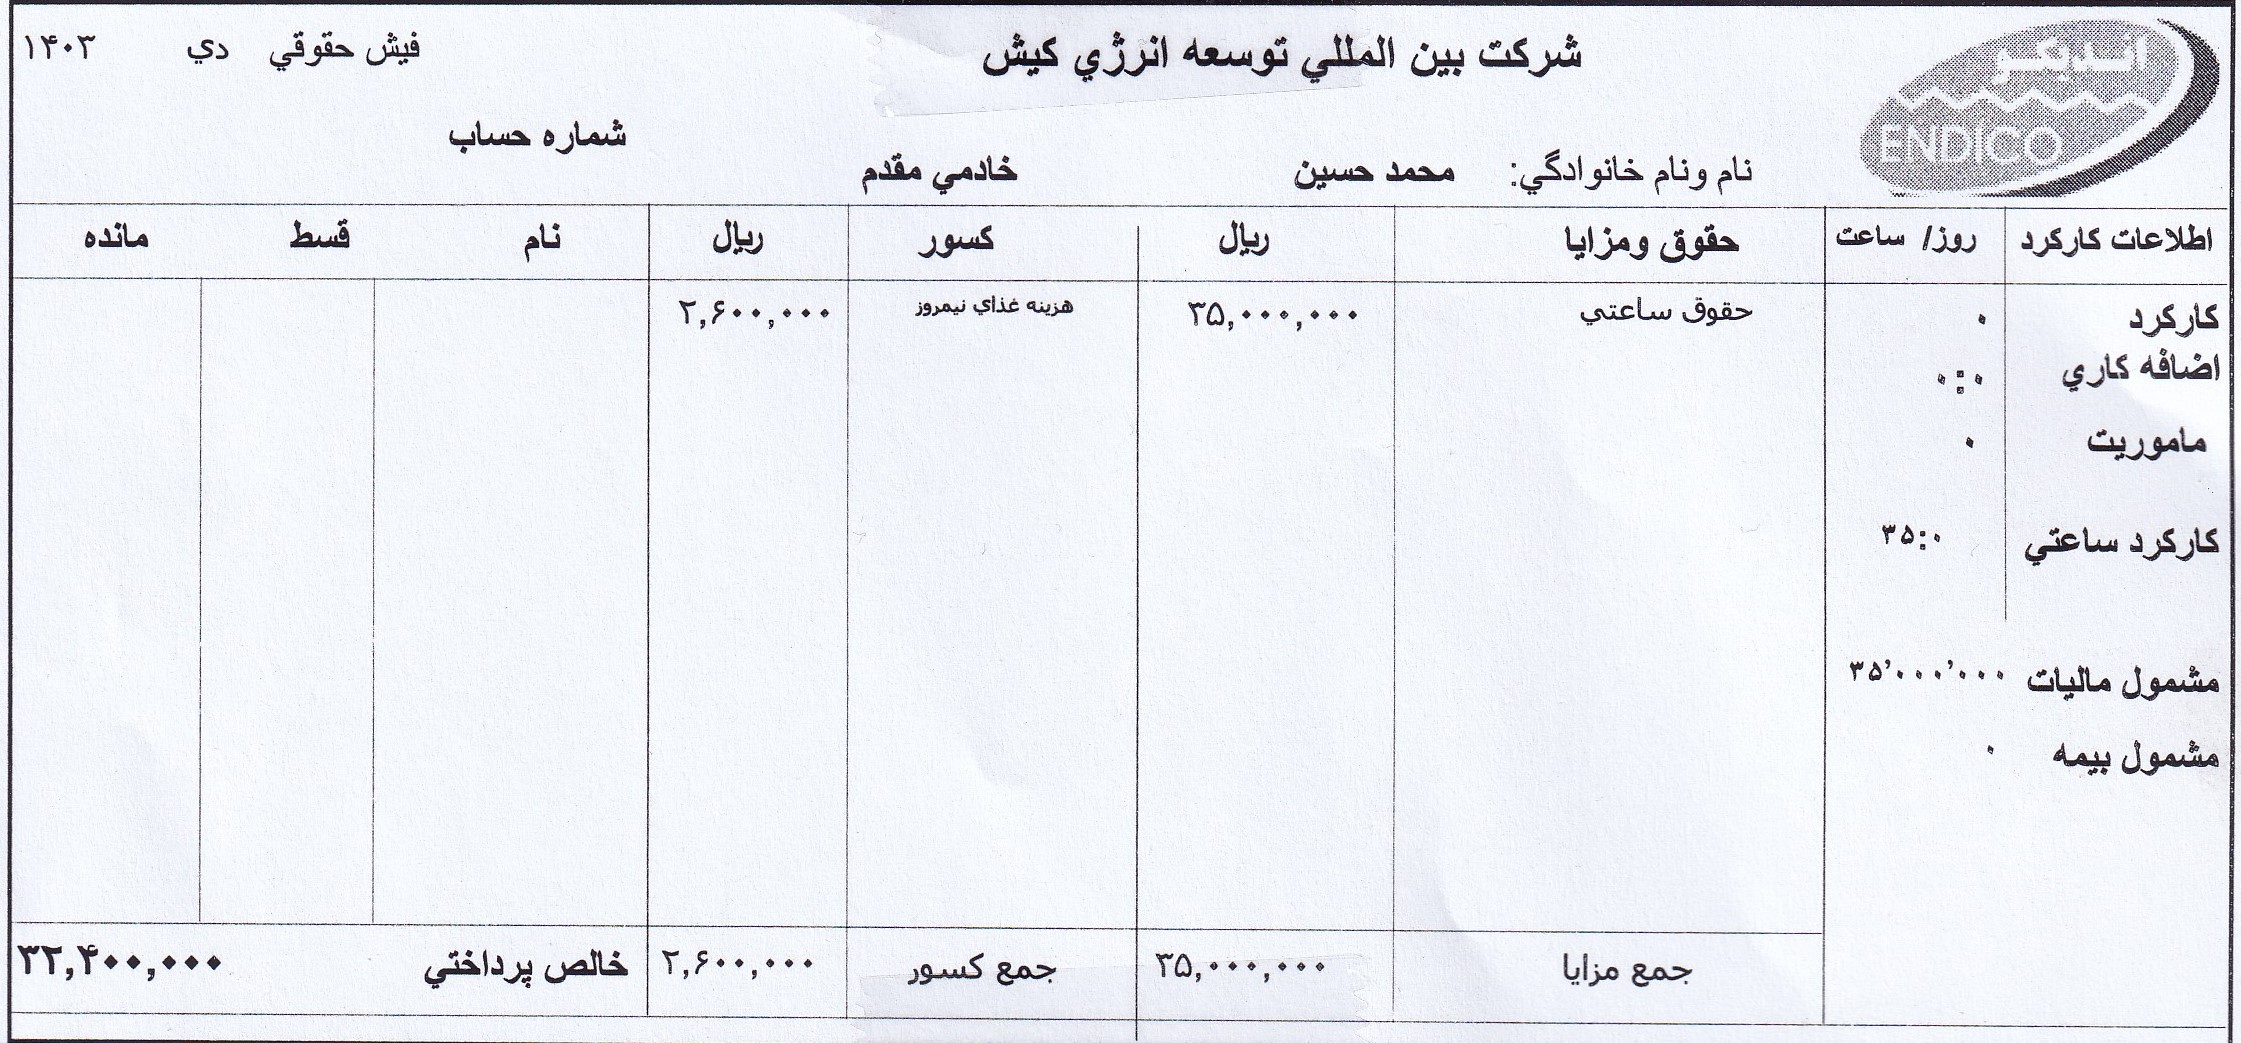 انديكو
ENDICO
شركت بين المللي توسعه انرژي كيش
فيش حقوقي دي ۱۴۰۳
نام ونام خانوادگي: محمد حسين خادمي مقدم شماره حساب
اطلاعات كاركرد روز/ ساعت حقوق ومزايا ريال كسور ريال نام قسط مانده
كاركرد ۰ حقوق ساعتي ۳۵,۰۰۰,۰۰۰ هزينه غذاي نيمروز ۲,۶۰۰,۰۰۰
اضافه كاري ۰:۰
ماموريت ۰
كاركرد ساعتي ۳۵:۰
مشمول ماليات ۳۵٬۰۰۰٬۰۰۰
مشمول بيمه ۰
جمع مزايا ۳۵,۰۰۰,۰۰۰ جمع كسور ۲,۶۰۰,۰۰۰ خالص پرداختي ۳۲,۴۰۰,۰۰۰